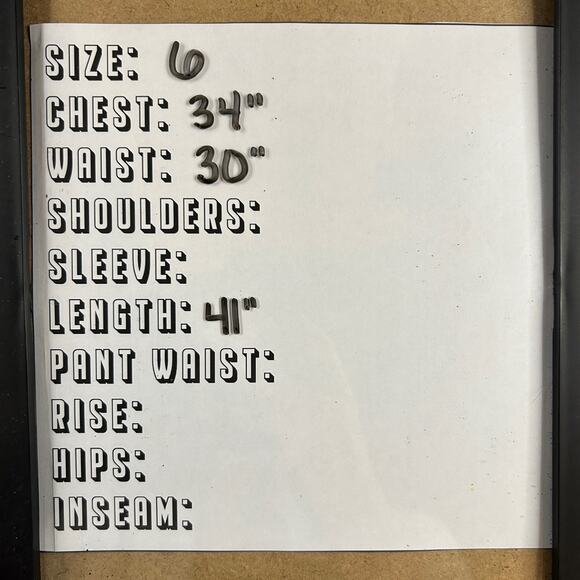 SIZE: 6
CHEST: 34"
WAIST: 30"
SHOULDERS:
SLEEVE:
LENGTH: 41"
PANT WAIST:
RISE:
HIPS:
INSEAM: